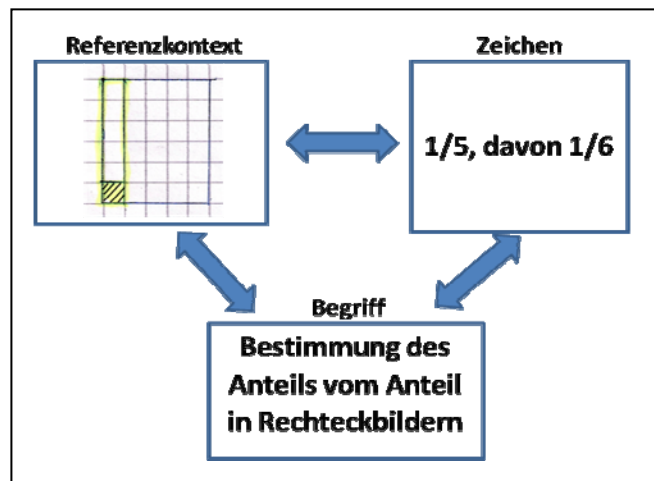 Referenzkontext
Zeichen
1/5, davon 1/6
Begriff
Bestimmung des
Anteils vom Anteil
in Rechteckbildern